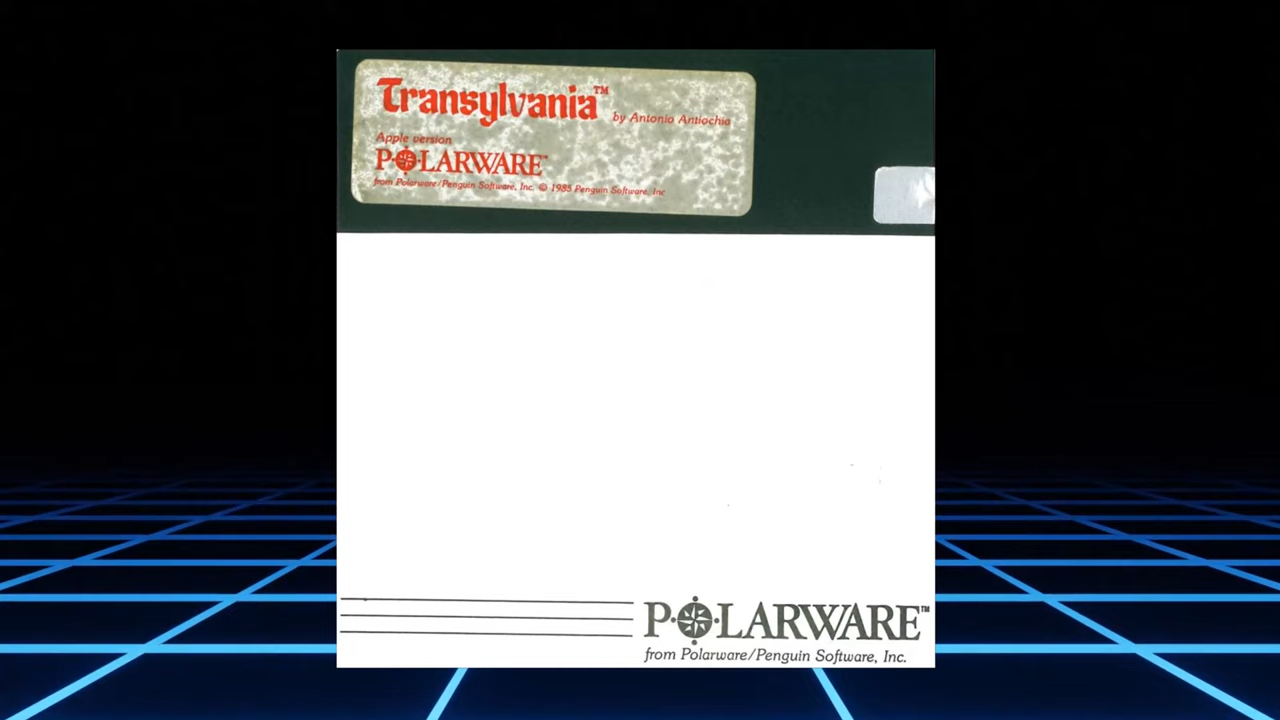 Transylvania™
by Antonio Antiochia
Apple version
POLARWARE™
from Polarware/Penguin Software, Inc. © 1985 Penguin Software, Inc
POLARWARE™
from Polarware/Penguin Software, Inc.